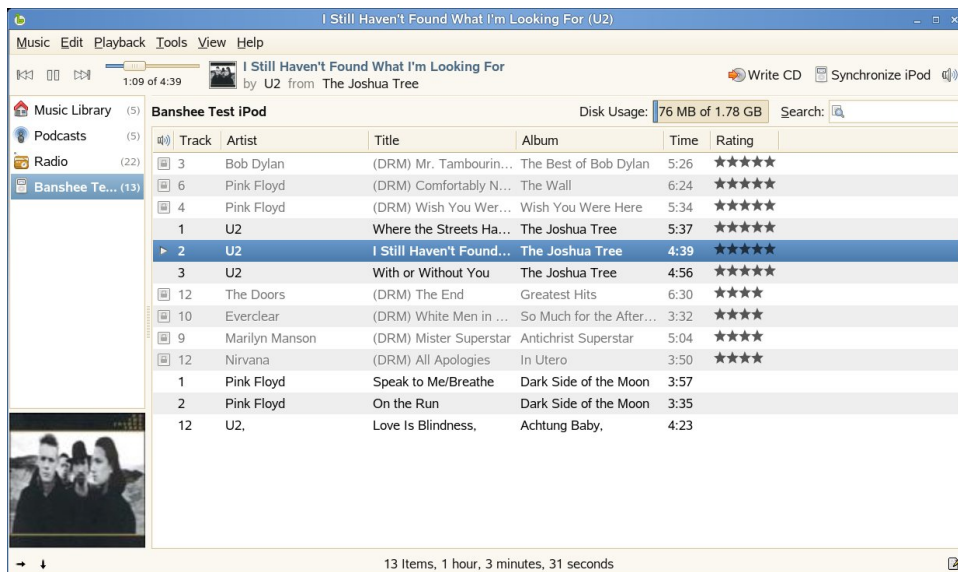 I Still Haven't Found What I'm Looking For (U2)
Music Edit Playback Tools View Help
1:09 of 4:39
I Still Haven't Found What I'm Looking For
by U2 from The Joshua Tree
Write CD Synchronize iPod
Music Library (5)
Podcasts (5)
Radio (22)
Banshee Te... (13)
Banshee Test iPod Disk Usage: 76 MB of 1.78 GB Search:
Track Artist Title Album Time Rating
3 Bob Dylan (DRM) Mr. Tambourin... The Best of Bob Dylan 5:26
6 Pink Floyd (DRM) Comfortably N... The Wall 6:24
4 Pink Floyd (DRM) Wish You Wer... Wish You Were Here 5:34
1 U2 Where the Streets Ha... The Joshua Tree 5:37
2 U2 I Still Haven't Found... The Joshua Tree 4:39
3 U2 With or Without You The Joshua Tree 4:56
12 The Doors (DRM) The End Greatest Hits 6:30
10 Everclear (DRM) White Men in ... So Much for the After... 3:32
9 Marilyn Manson (DRM) Mister Superstar Antichrist Superstar 5:04
12 Nirvana (DRM) All Apologies In Utero 3:50
1 Pink Floyd Speak to Me/Breathe Dark Side of the Moon 3:57
2 Pink Floyd On the Run Dark Side of the Moon 3:35
12 U2, Love Is Blindness, Achtung Baby, 4:23
13 Items, 1 hour, 3 minutes, 31 seconds